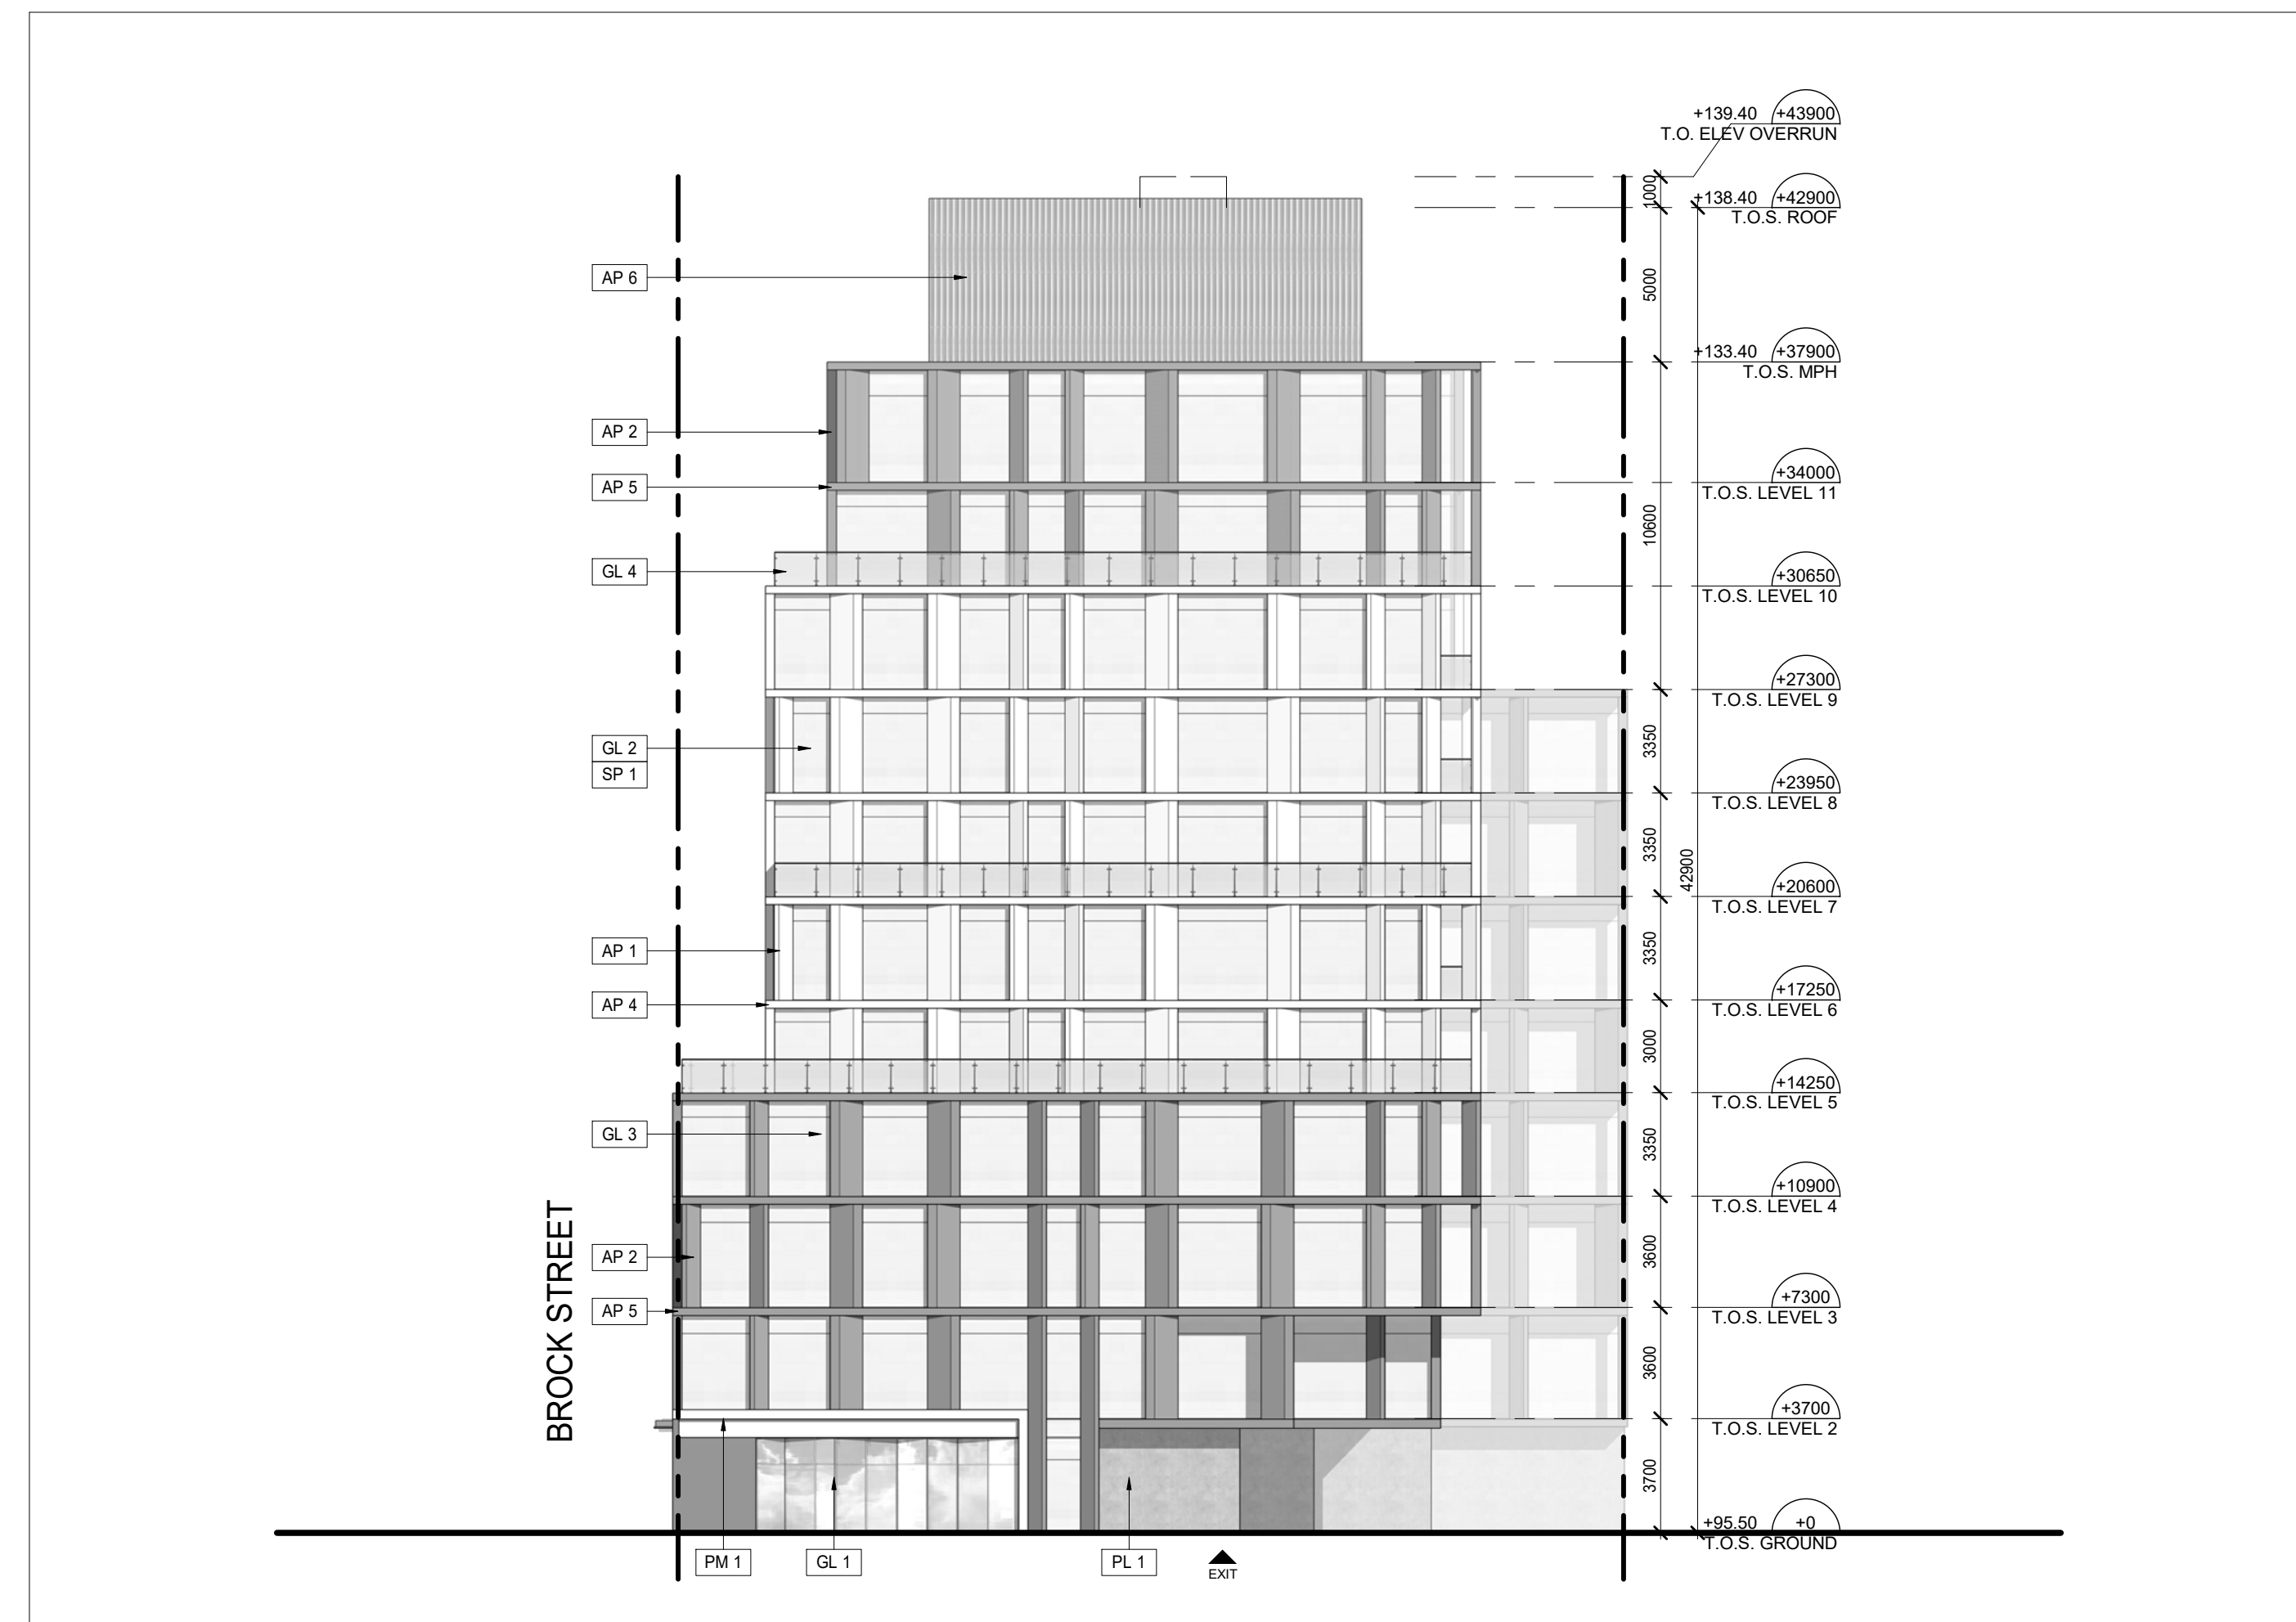 +139.40 +43900
T.O. ELEV OVERRUN
1000
+138.40 +42900
T.O.S. ROOF
AP 6
5000
+133.40 +37900
T.O.S. MPH
AP 2
+34000
T.O.S. LEVEL 11
AP 5
10600
GL 4
+30650
T.O.S. LEVEL 10
+27300
T.O.S. LEVEL 9
GL 2
SP 1
3350
+23950
T.O.S. LEVEL 8
3350
42900
+20600
T.O.S. LEVEL 7
AP 1
3350
+17250
T.O.S. LEVEL 6
AP 4
3000
+14250
T.O.S. LEVEL 5
GL 3
3350
+10900
T.O.S. LEVEL 4
BROCK STREET
AP 2
3600
+7300
T.O.S. LEVEL 3
AP 5
3600
+3700
T.O.S. LEVEL 2
3700
+95.50 +0
T.O.S. GROUND
PM 1
GL 1
PL 1
EXIT